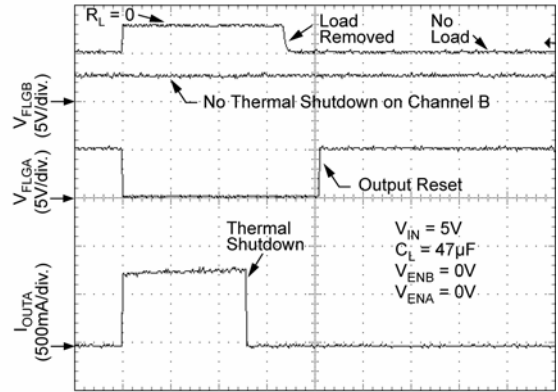 R_L = 0
Load
Removed
No
Load
V_FLGB
(5V/div.)
No Thermal Shutdown on Channel B
V_FLGA
(5V/div.)
Output Reset
Thermal
Shutdown
V_IN = 5V
C_L = 47µF
V_ENB = 0V
V_ENA = 0V
I_OUTA
(500mA/div.)